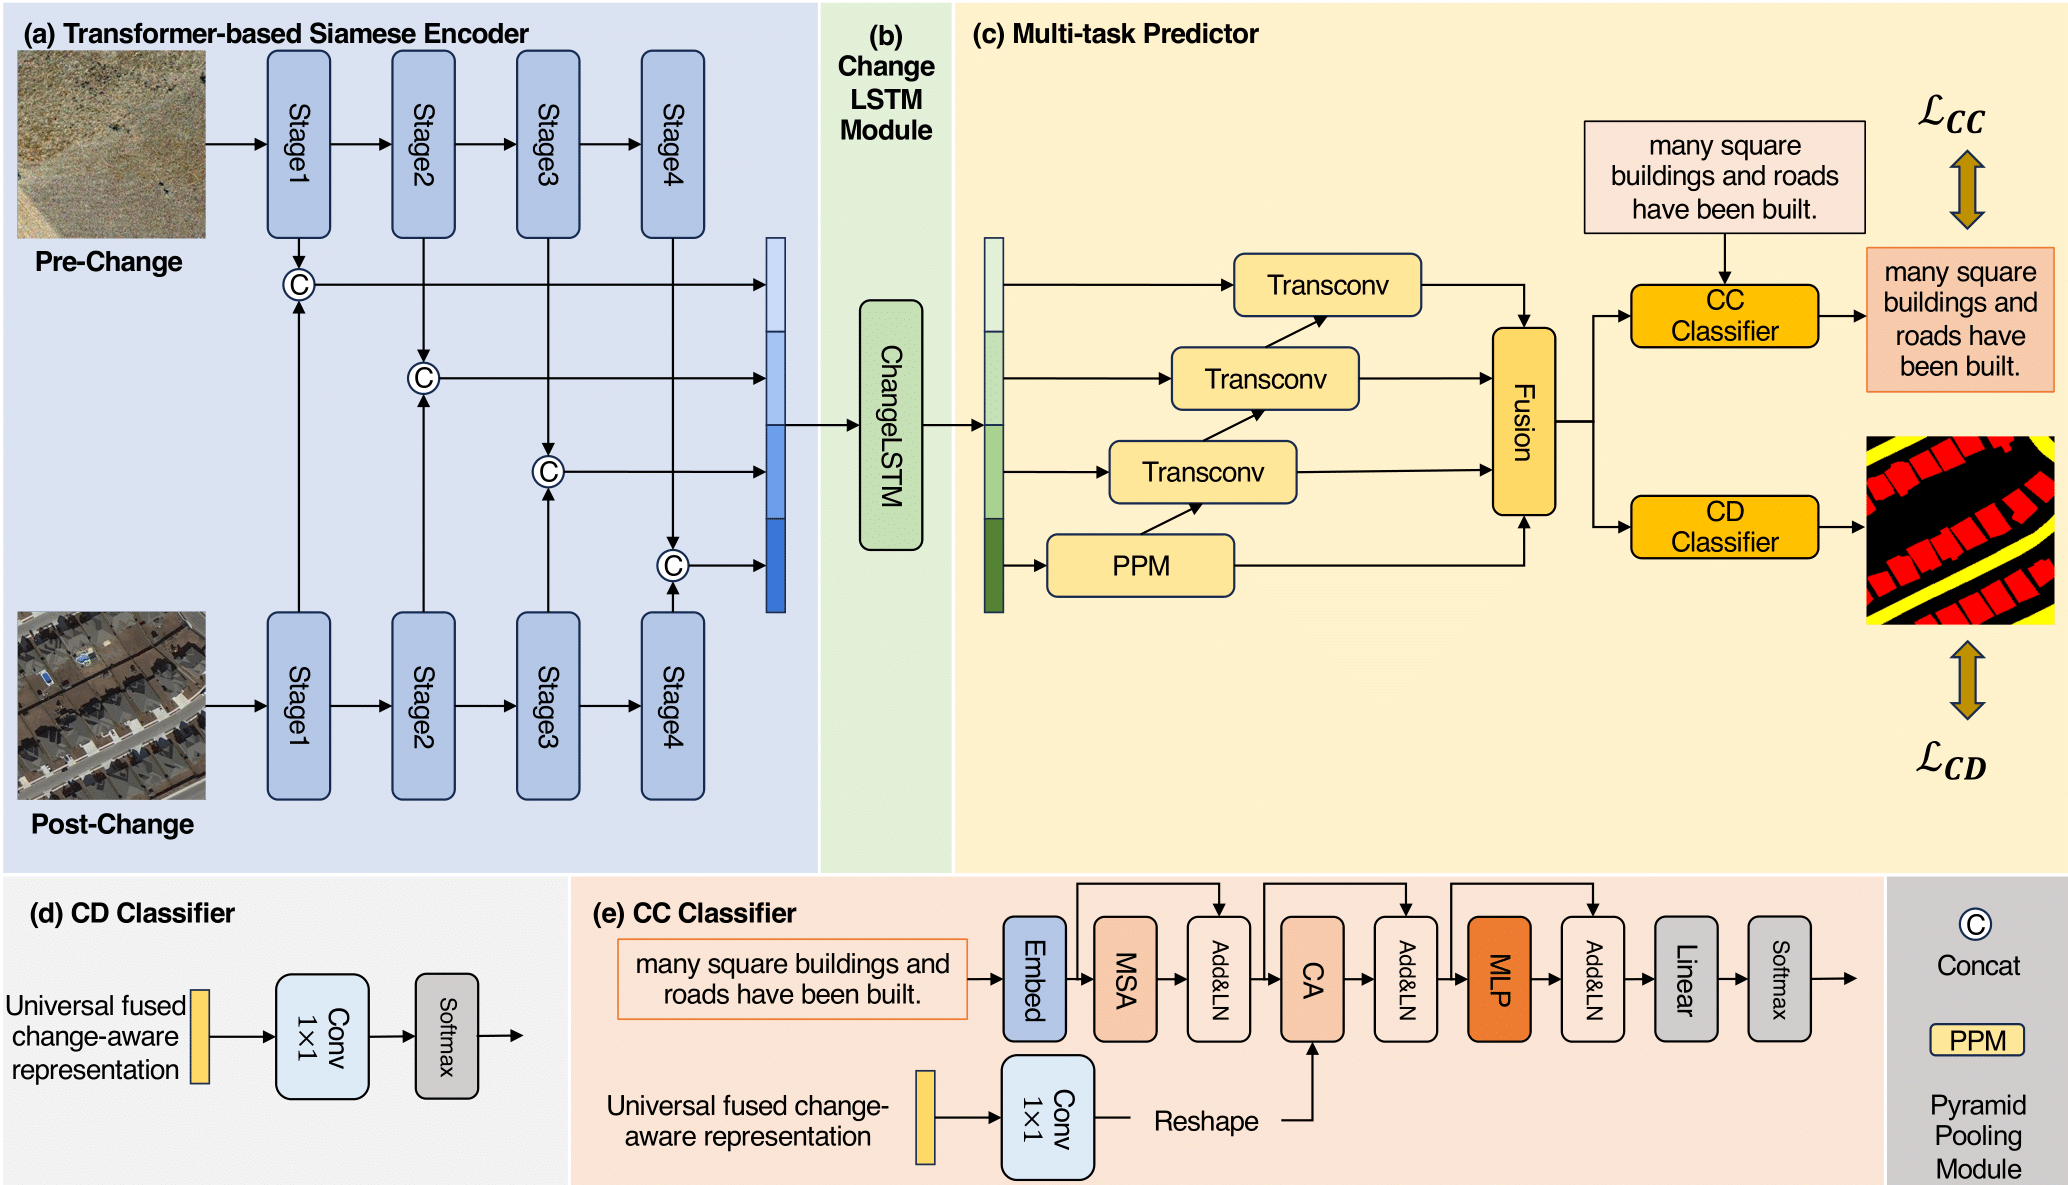 (a) Transformer-based Siamese Encoder
Stage1
Stage2
Stage3
Stage4
Pre-Change
C
C
C
C
Stage1
Stage2
Stage3
Stage4
Post-Change
(b)
Change
LSTM
Module
ChangeLSTM
(c) Multi-task Predictor
Transconv
Transconv
Transconv
PPM
Fusion
many square
buildings and roads
have been built.
CC
Classifier
CD
Classifier
ℒCC
many square
buildings and
roads have
been built.
ℒCD
(d) CD Classifier
Universal fused
change-aware
representation
Conv
1×1
Softmax
(e) CC Classifier
many square buildings and
roads have been built.
Embed
MSA
Add&LN
CA
Add&LN
MLP
Add&LN
Linear
Softmax
Universal fused change-
aware representation
Conv
1×1
Reshape
C
Concat
PPM
Pyramid
Pooling
Module